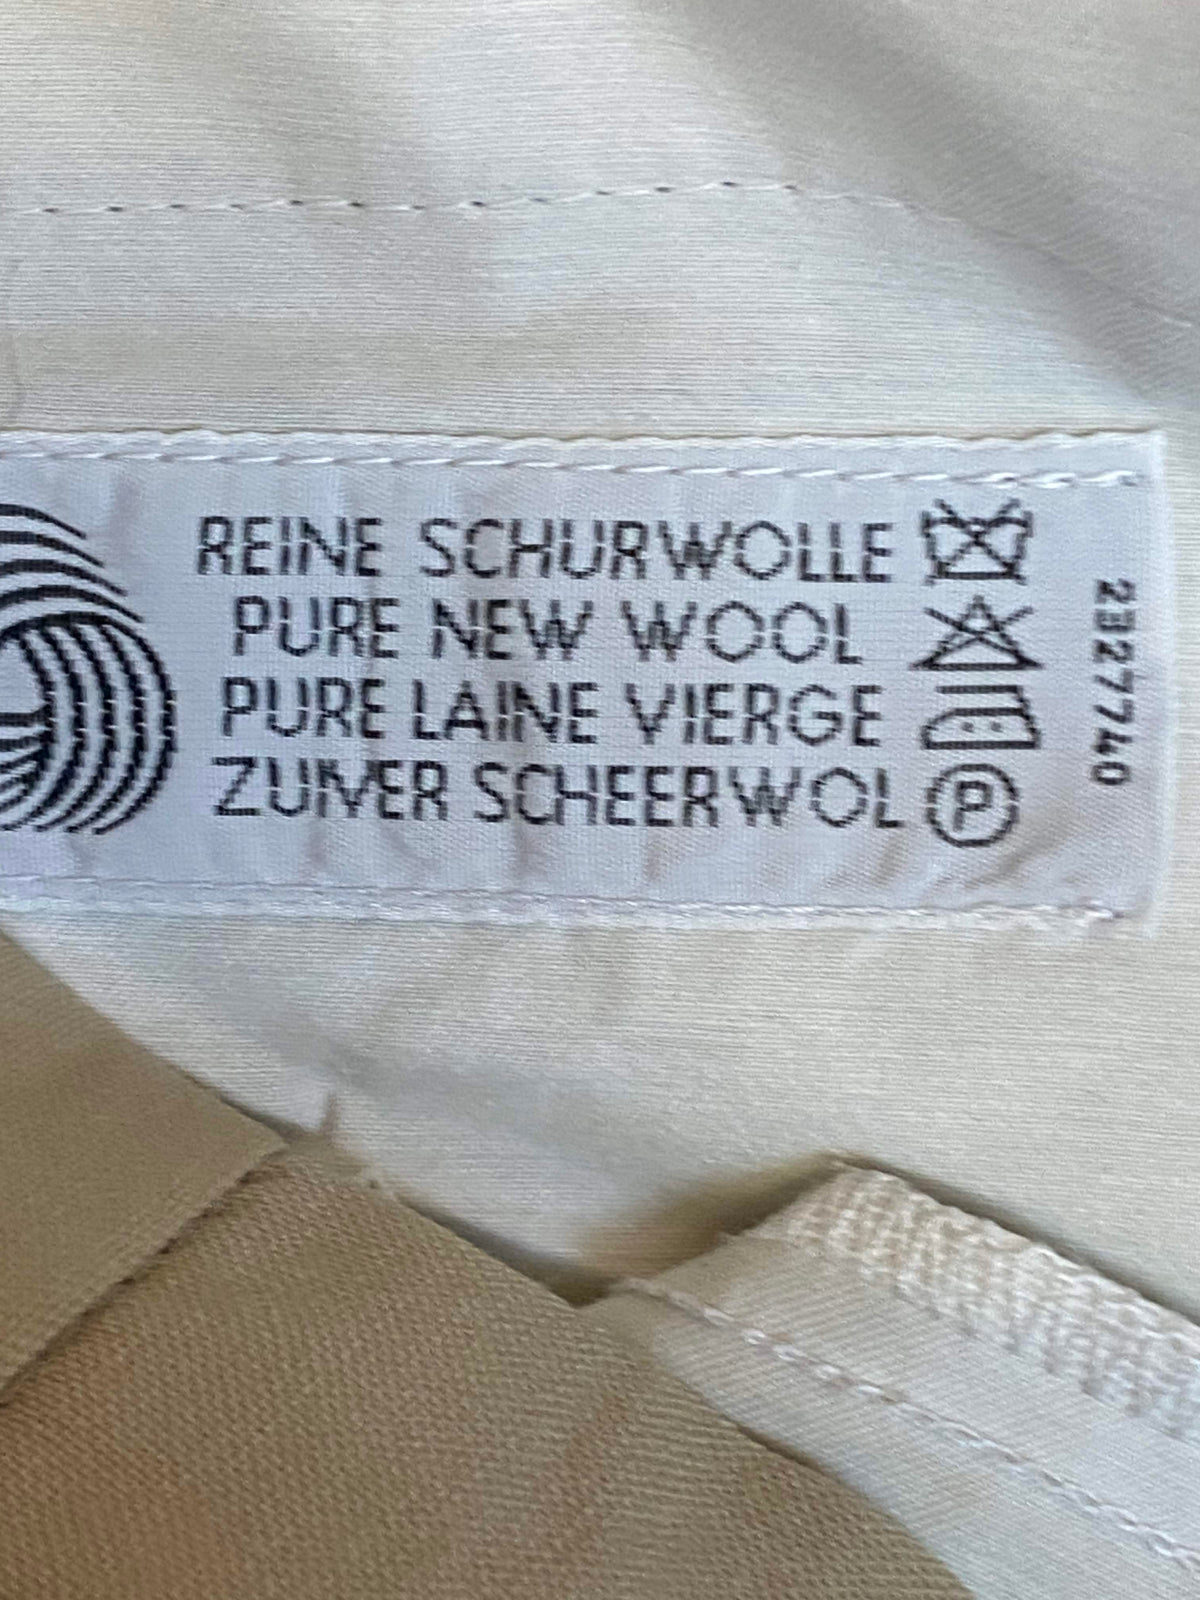 REINE SCHURWOLLE
PURE NEW WOOL
PURE LAINE VIERGE
ZUIVER SCHEERWOL
P
2327740